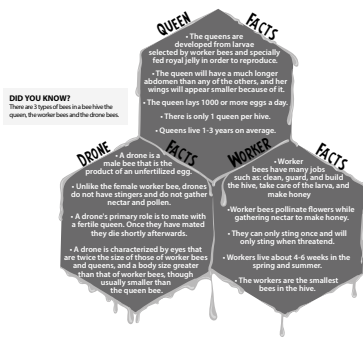 QUEEN FACTS
• The queens are
developed from larvae
selected by worker bees and specially
fed royal jelly in order to reproduce.
• The queen will have a much longer
abdomen than any of the others, and her
wings will appear smaller because of it.
• The queen lays 1000 or more eggs a day.
• There is only 1 queen per hive.
• Queens live 1-3 years on average.
DID YOU KNOW?
There are 3 types of bees in a bee hive the
queen, the worker bees and the drone bees.
DRONE FACTS
• A drone is a
male bee that is the
product of an unfertilized egg.
• Unlike the female worker bee, drones
do not have stingers and do not gather
nectar and pollen.
• A drone's primary role is to mate with
a fertile queen. Once they have mated
they die shortly afterwards.
• A drone is characterized by eyes that
are twice the size of those of worker bees
and queens, and a body size greater
than that of worker bees, though
usually smaller than
the queen bee.
WORKER FACTS
• Worker
bees have many jobs
such as: clean, guard, and build
the hive, take care of the larva, and
make honey
•Worker bees pollinate flowers while
gathering nectar to make honey.
• They can only sting once and will
only sting when threatend.
• Workers live about 4-6 weeks in the
spring and summer.
• The workers are the smallest
bees in the hive.